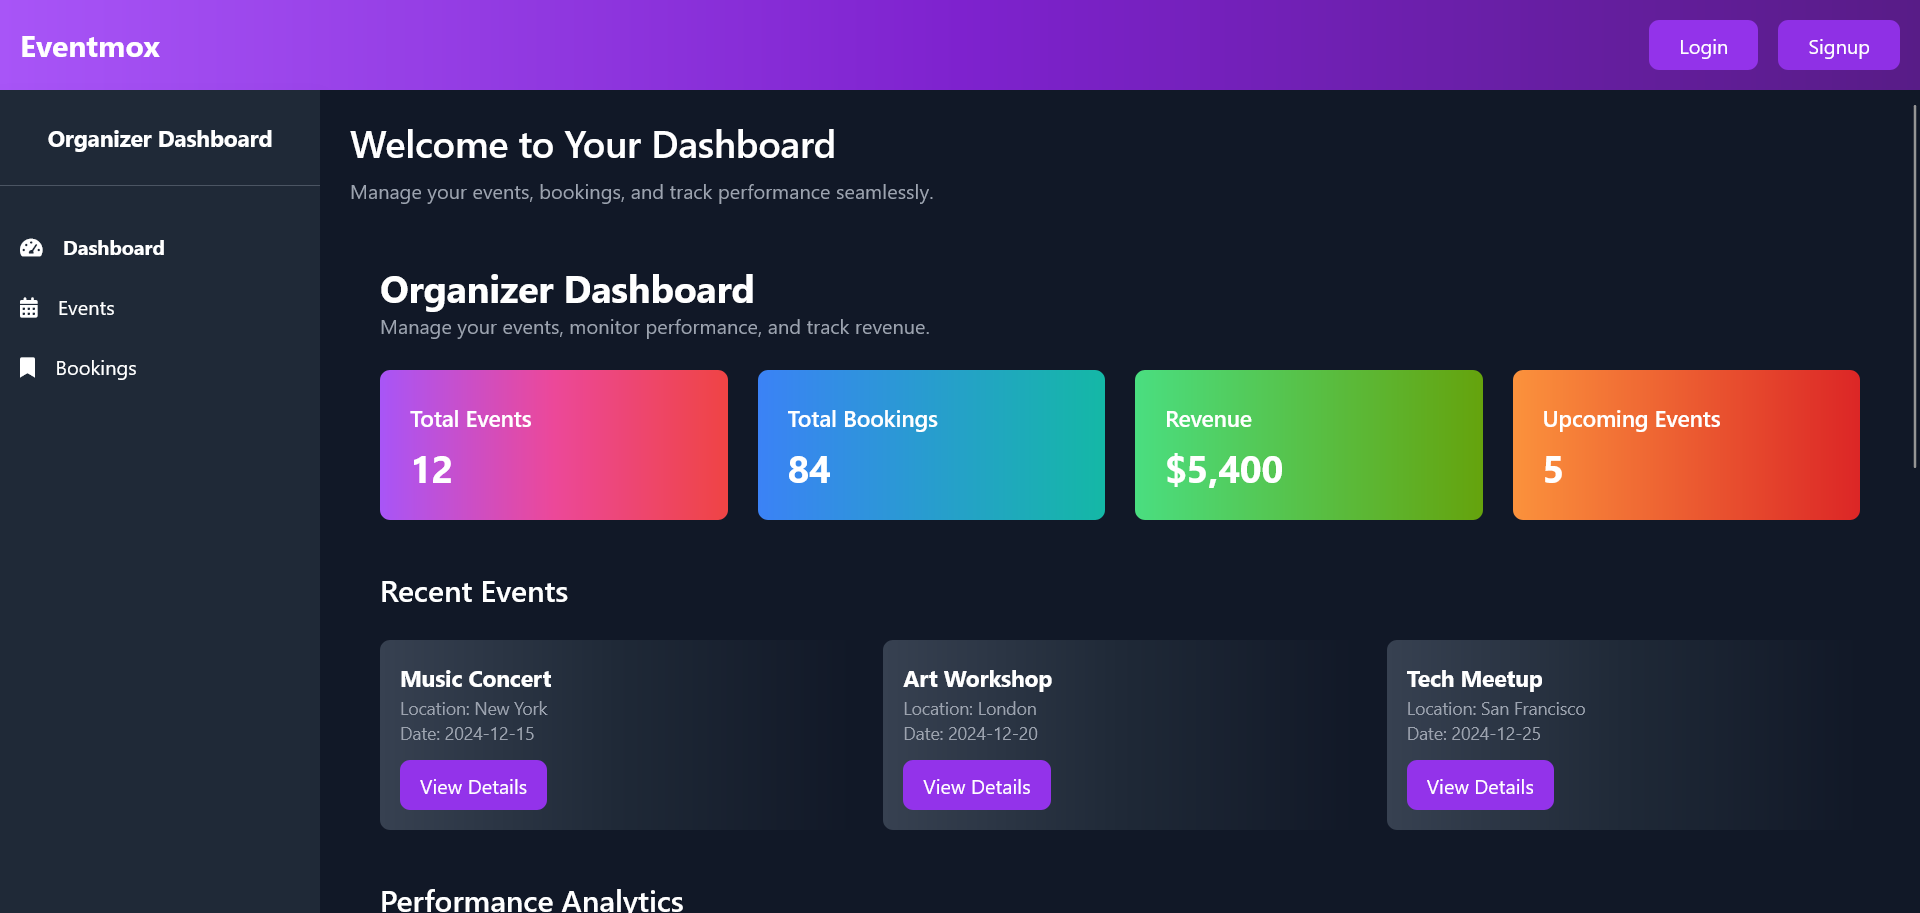 Eventmox
Login
Signup
Organizer Dashboard
Dashboard
Events
Bookings
Welcome to Your Dashboard
Manage your events, bookings, and track performance seamlessly.
Organizer Dashboard
Manage your events, monitor performance, and track revenue.
Total Events
12
Total Bookings
84
Revenue
$5,400
Upcoming Events
5
Recent Events
Music Concert
Location: New York
Date: 2024-12-15
View Details
Art Workshop
Location: London
Date: 2024-12-20
View Details
Tech Meetup
Location: San Francisco
Date: 2024-12-25
View Details
Performance Analytics